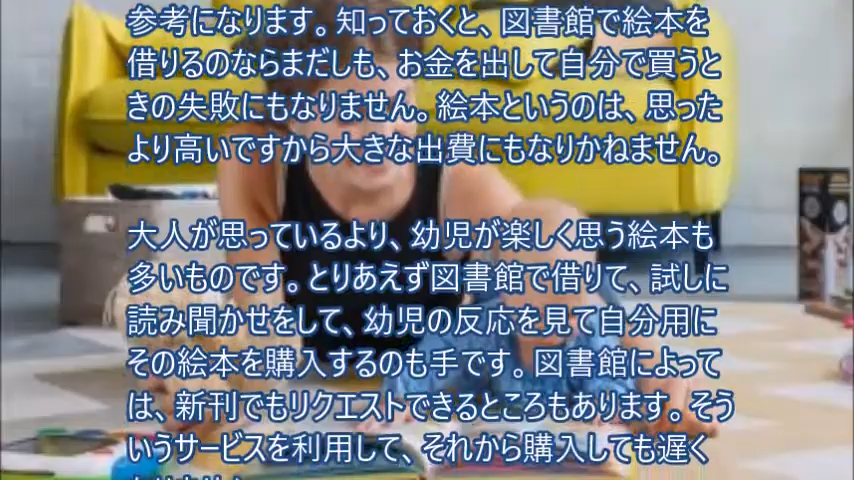 参考になります。知っておくと、図書館で絵本を
借りるのならまだしも、お金を出して自分で買うと
きの失敗にもなりません。絵本というのは、思った
より高いですから大きな出費にもなりかねません。
大人が思っているより、幼児が楽しく思う絵本も
多いものです。とりあえず図書館で借りて、試しに
読み聞かせをして、幼児の反応を見て自分用に
その絵本を購入するのも手です。図書館によって
は、新刊でもリクエストできるところもあります。そう
いうサービスを利用して、それから購入しても遅く